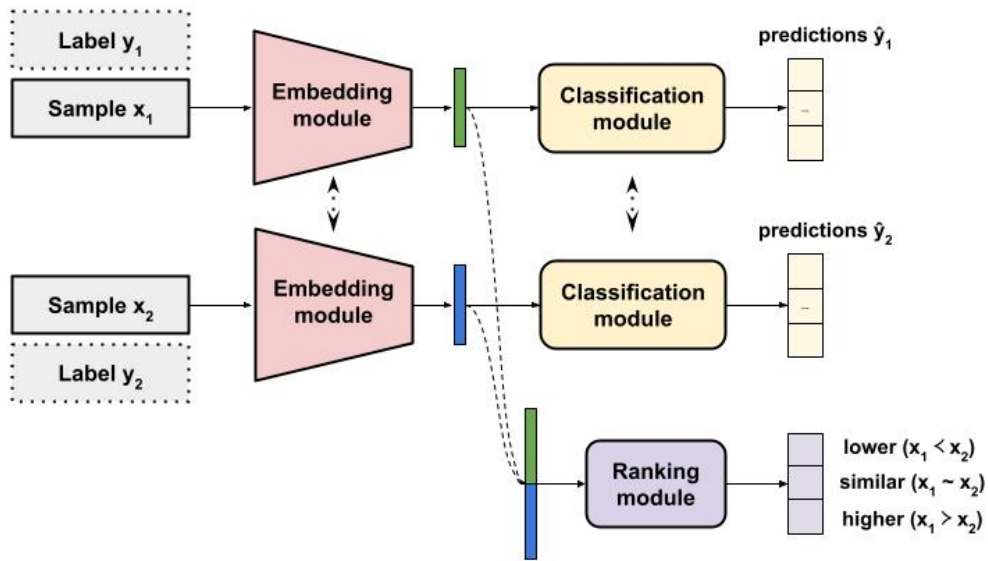 Label y₁
Sample x₁
Embedding
module
Classification
module
predictions ŷ₁
...
Sample x₂
Label y₂
Embedding
module
Classification
module
predictions ŷ₂
...
Ranking
module
lower (x₁ < x₂)
similar (x₁ ~ x₂)
higher (x₁ > x₂)